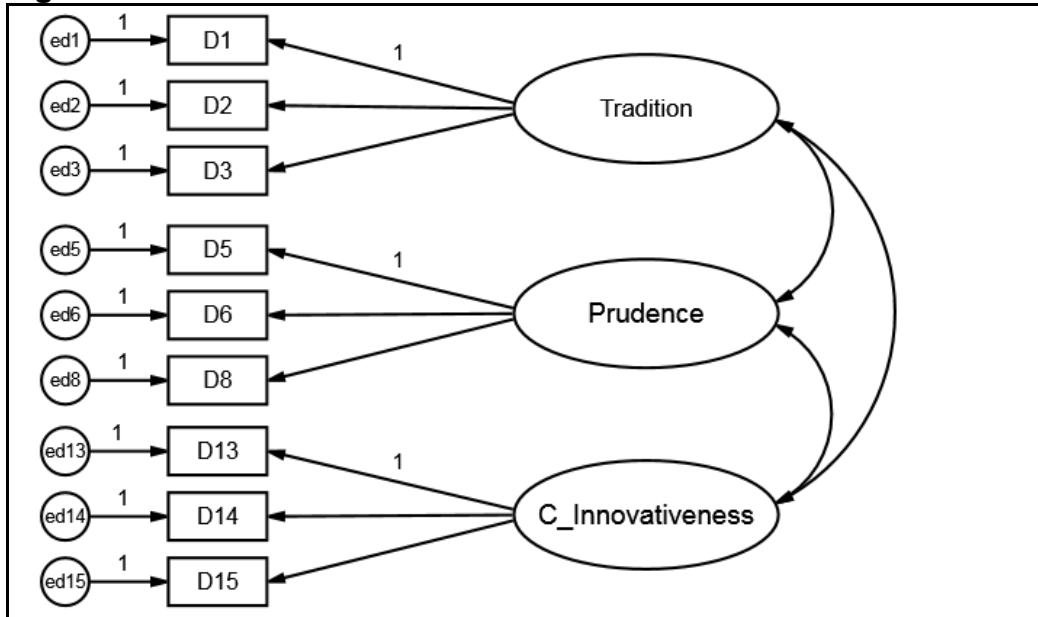 ed1 1 D1
1
ed2 1 D2
Tradition
ed3 1 D3
ed5 1 D5
1
ed6 1 D6
Prudence
ed8 1 D8
ed13 1 D13
1
ed14 1 D14
C_Innovativeness
ed15 1 D15